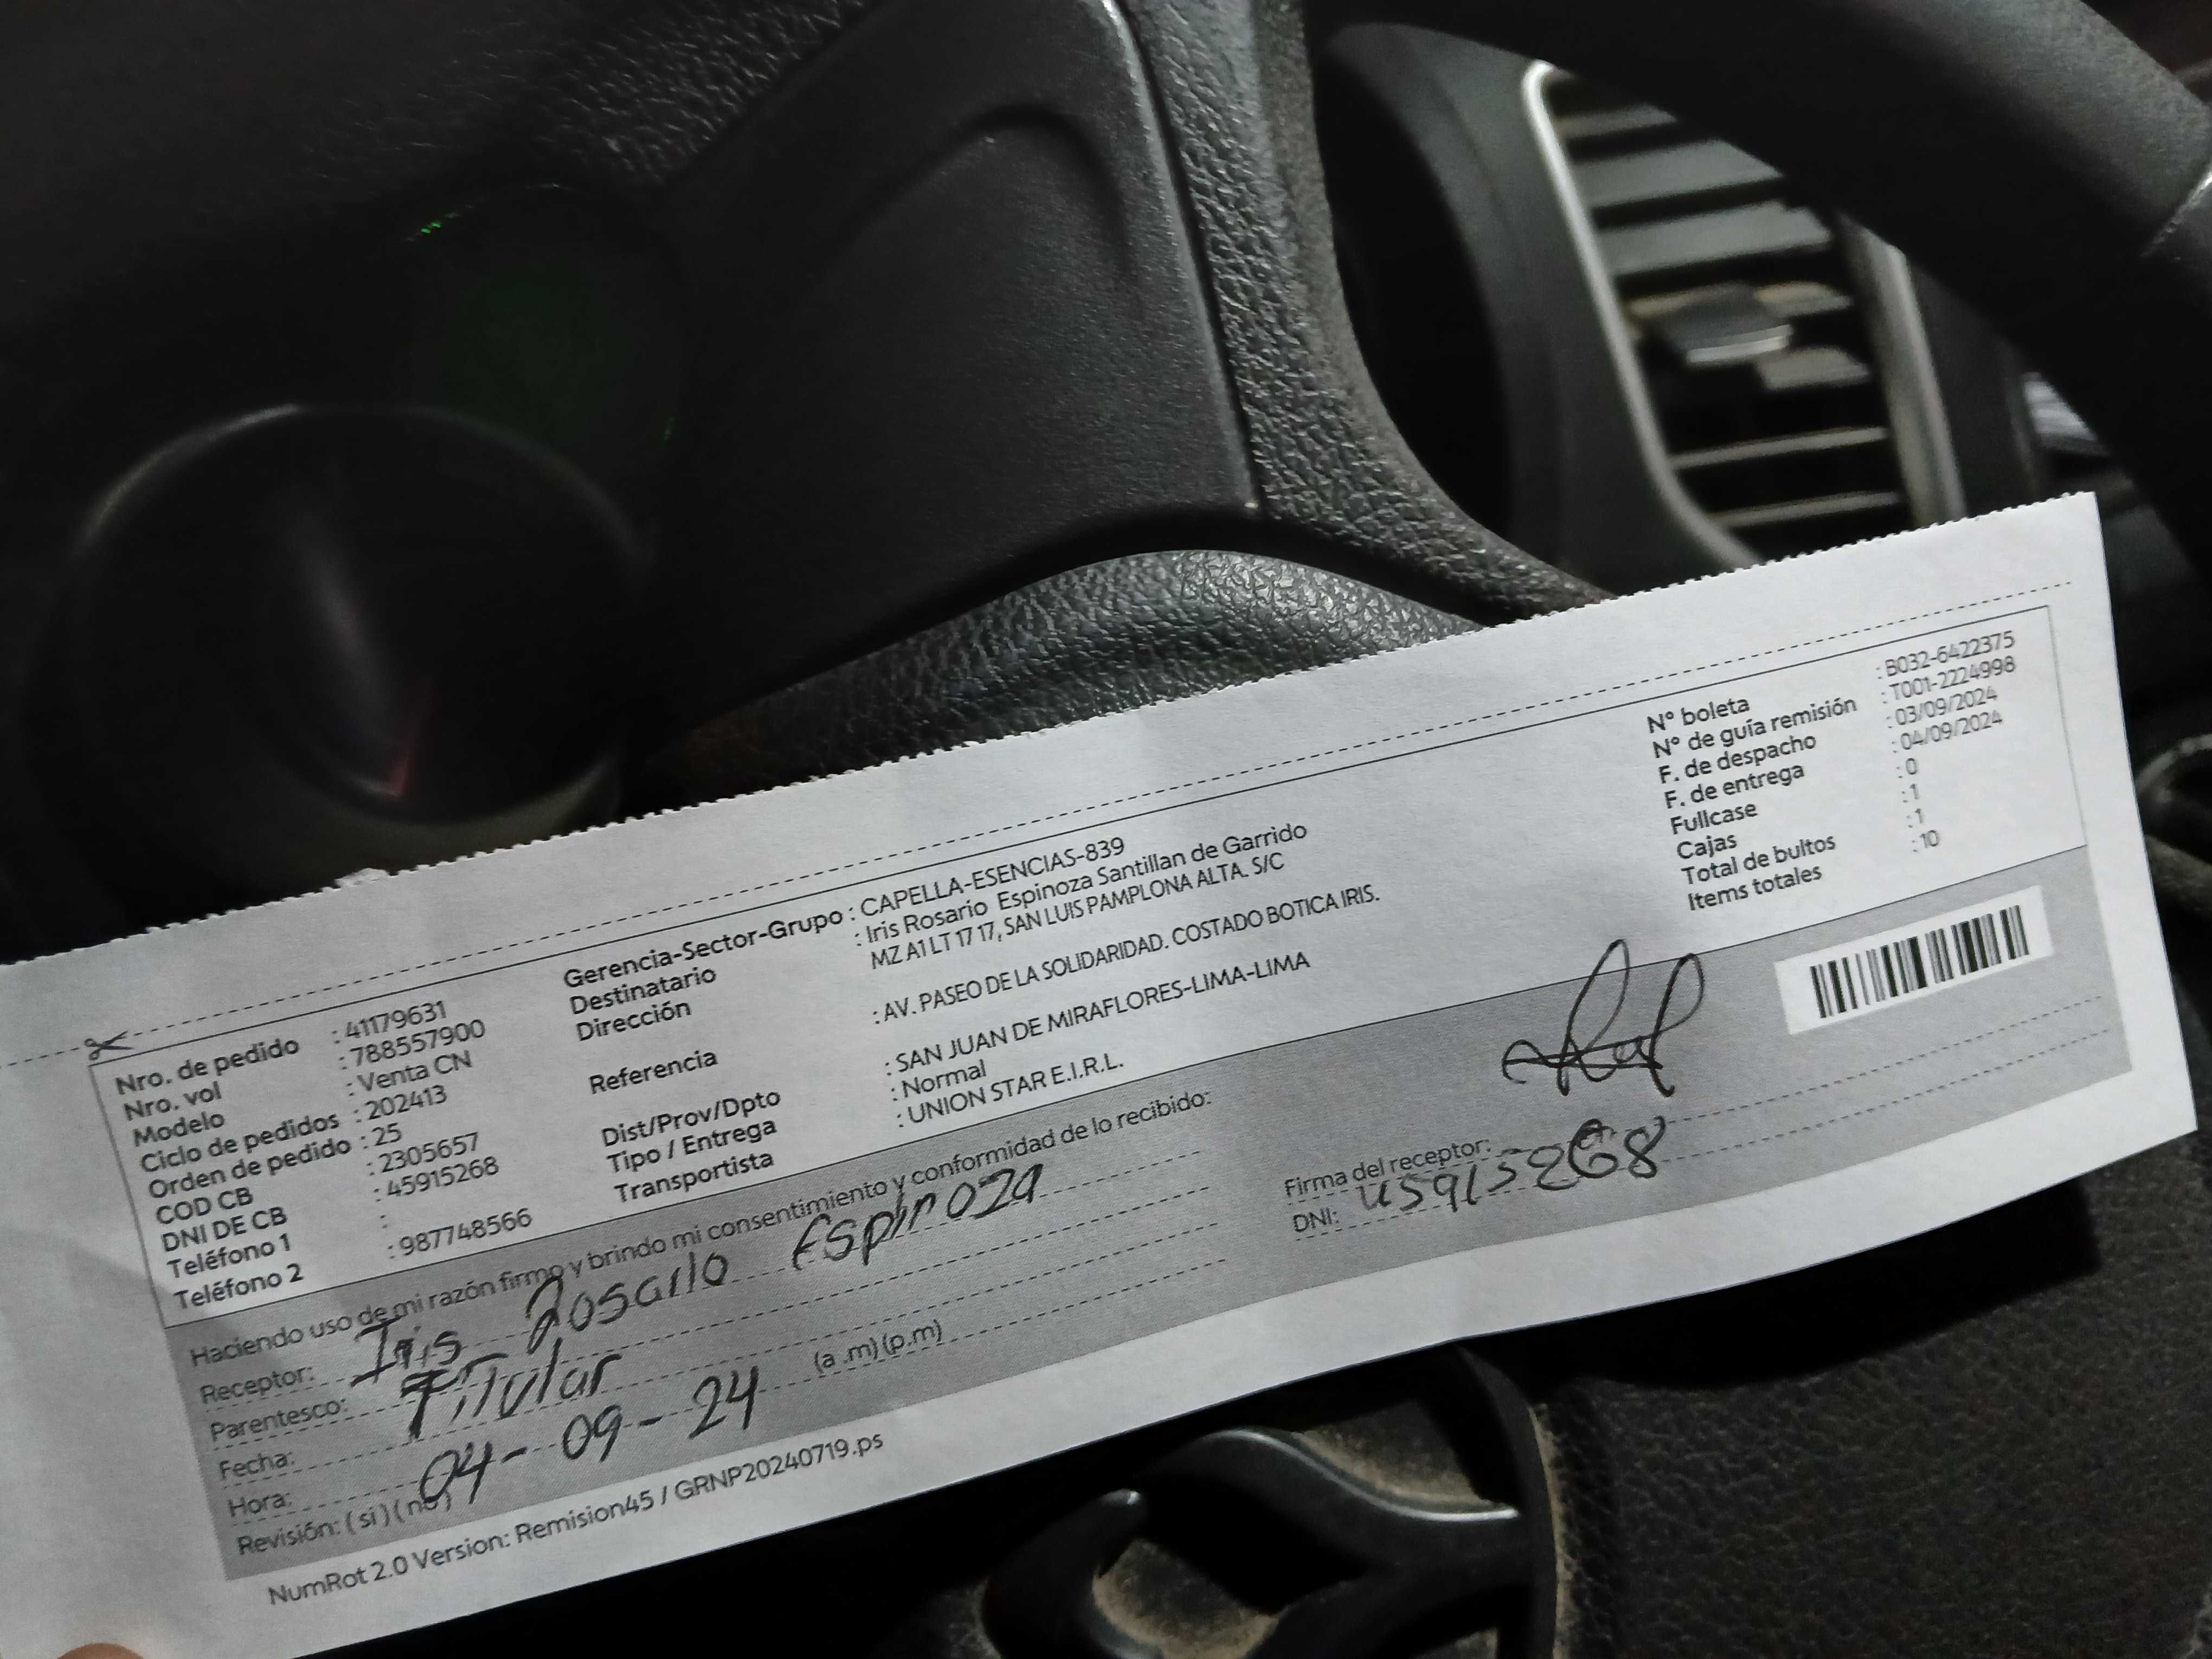 Nro. de pedido : 41179631
Nro. vol : 788557900
Modelo : Venta CN
Ciclo de pedidos : 202413
Orden de pedido : 25
COD CB : 2305657
DNI DE CB : 45915268
Teléfono 1 :
Teléfono 2 : 987748566
Gerencia-Sector-Grupo : CAPELLA-ESENCIAS-839
Destinatario : Iris Rosario Espinoza Santillan de Garrido
Dirección MZ A1 LT 17 17, SAN LUIS PAMPLONA ALTA. S/C
Referencia : AV. PASEO DE LA SOLIDARIDAD. COSTADO BOTICA IRIS.
Dist/Prov/Dpto : SAN JUAN DE MIRAFLORES-LIMA-LIMA
Tipo / Entrega : Normal
Transportista : UNION STAR E.I.R.L.
N° boleta : B032-6422375
N° de guía remisión : T001-2224998
F. de despacho : 03/09/2024
F. de entrega : 04/09/2024
Fullcase : 0
Cajas : 1
Total de bultos : 1
Items totales : 10
Haciendo uso de mi razón firmo y brindo mi consentimiento y conformidad de lo recibido:
Receptor: Iris Rosario Espinoza
Parentesco: Titular
Fecha: 04-09-24
Hora: (a .m) (p.m)
Revisión: ( si ) ( no )
Firma del receptor:
DNI: 45915268
NumRot 2.0 Version: Remision45 / GRNP20240719.ps